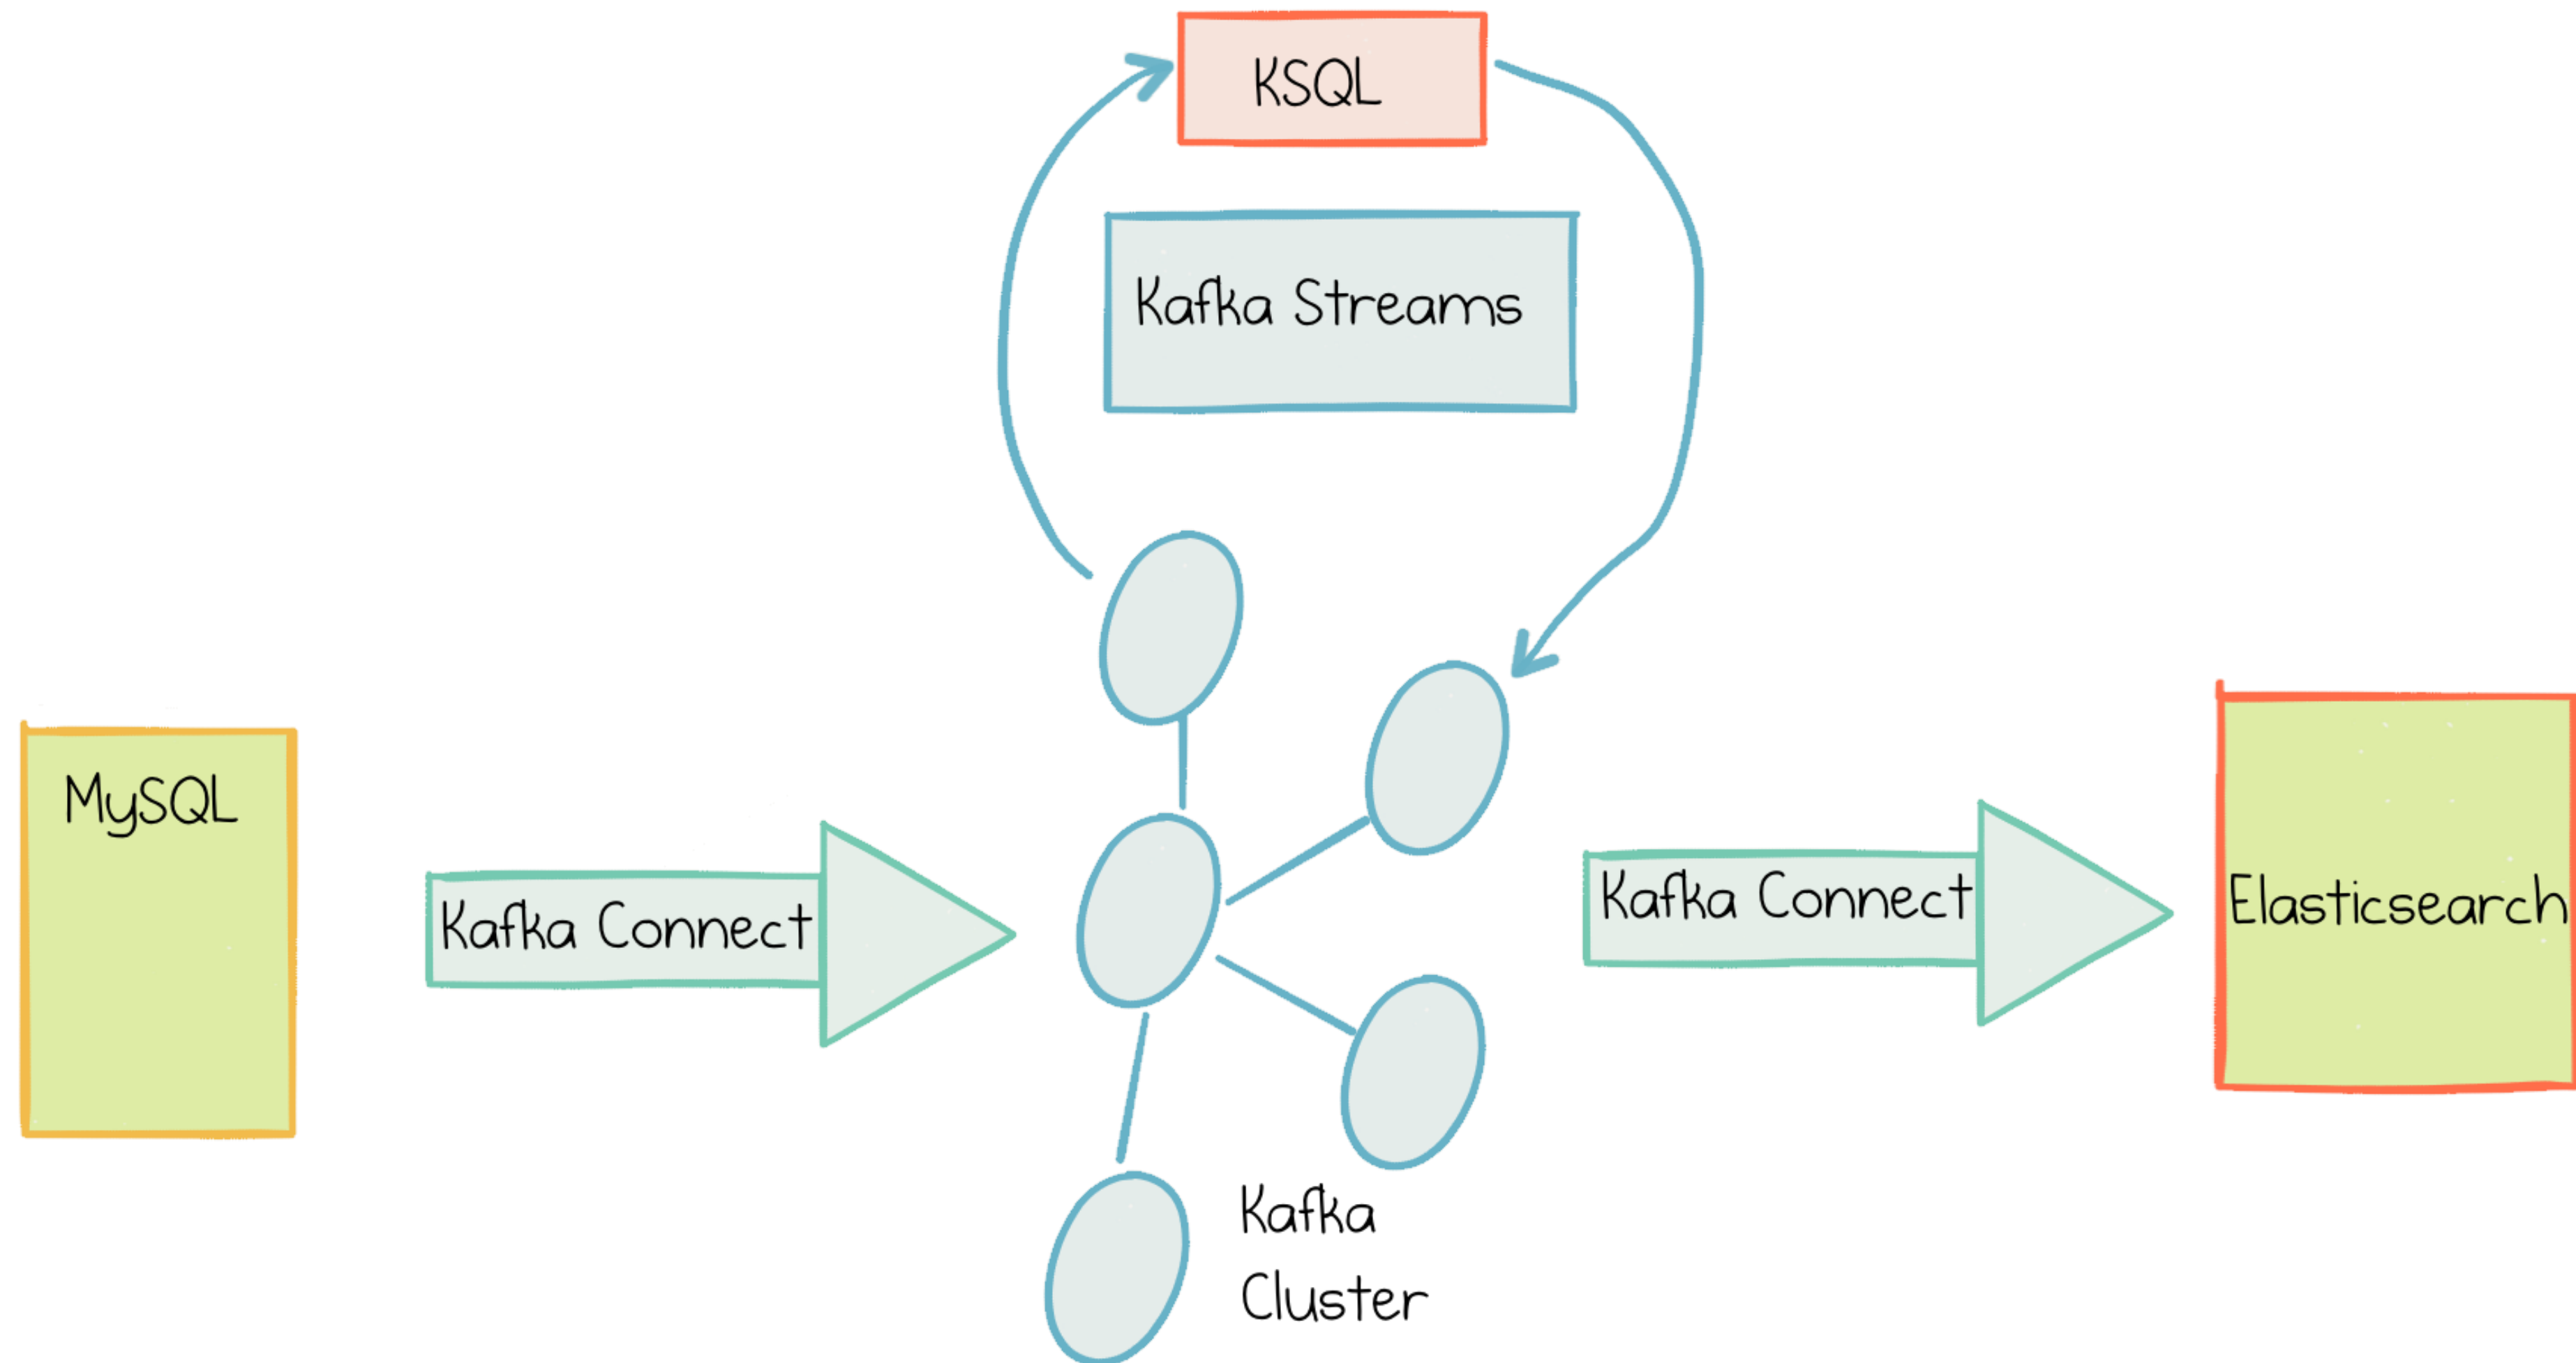 KSQL
Kafka Streams
MySQL
Kafka Connect
Kafka Connect
Elasticsearch
Kafka
Cluster